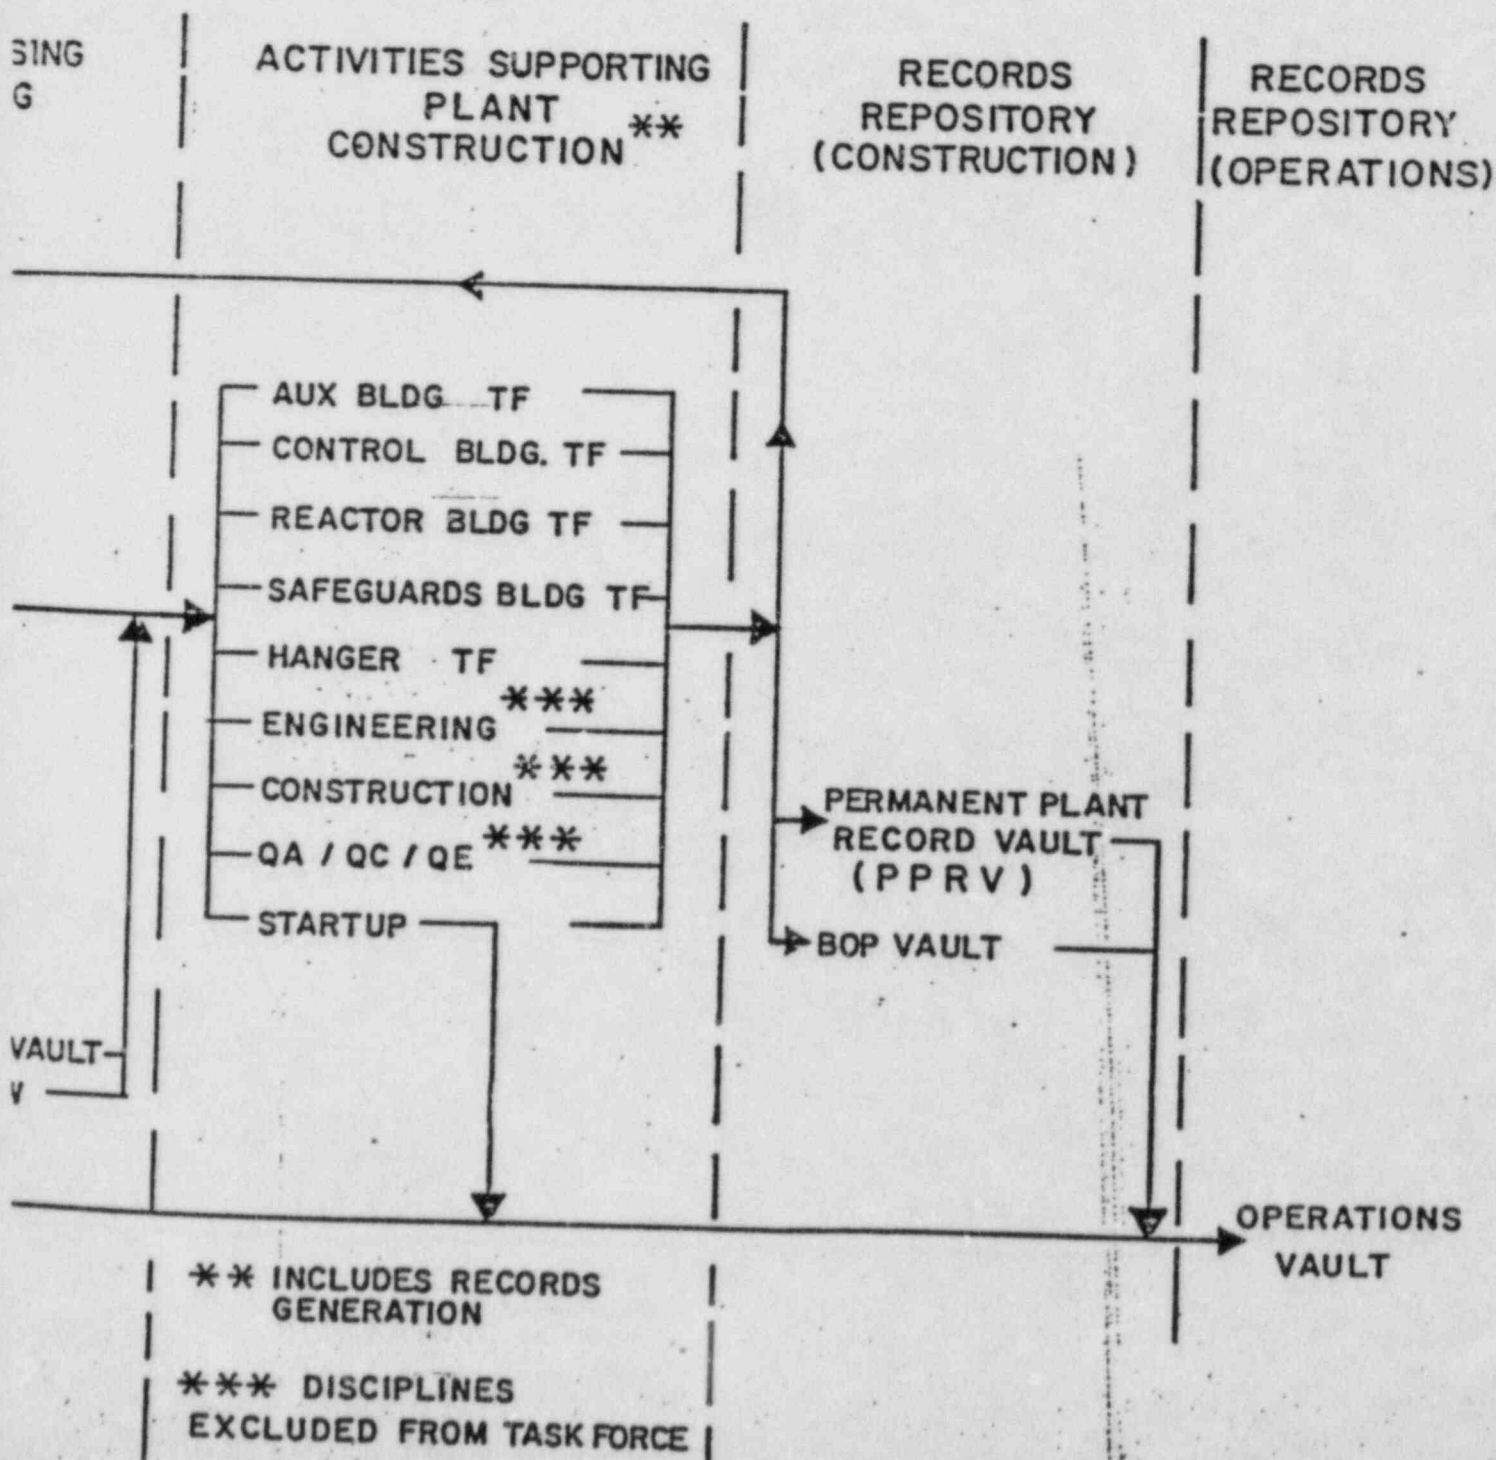 SING
G
ACTIVITIES SUPPORTING
PLANT
CONSTRUCTION **
RECORDS
REPOSITORY
(CONSTRUCTION)
RECORDS
REPOSITORY
(OPERATIONS)
AUX BLDG TF
CONTROL BLDG. TF
REACTOR BLDG TF
SAFEGUARDS BLDG TF
HANGER TF
ENGINEERING ***
CONSTRUCTION ***
QA / QC / QE ***
STARTUP
PERMANENT PLANT
RECORD VAULT
(PPRV)
BOP VAULT
VAULT
V
OPERATIONS
VAULT
** INCLUDES RECORDS
GENERATION
*** DISCIPLINES
EXCLUDED FROM TASK FORCE